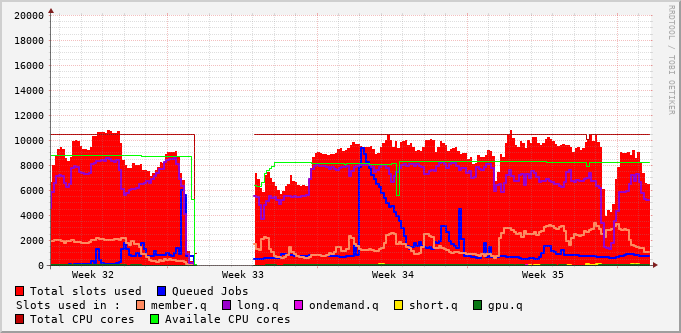 20000
18000
16000
14000
12000
10000
8000
6000
4000
2000
0
Week 32 Week 33 Week 34 Week 35
Total slots used Queued Jobs
Slots used in : member.q long.q ondemand.q short.q gpu.q
Total CPU cores Availale CPU cores
RRDTOOL / TOBI OETIKER